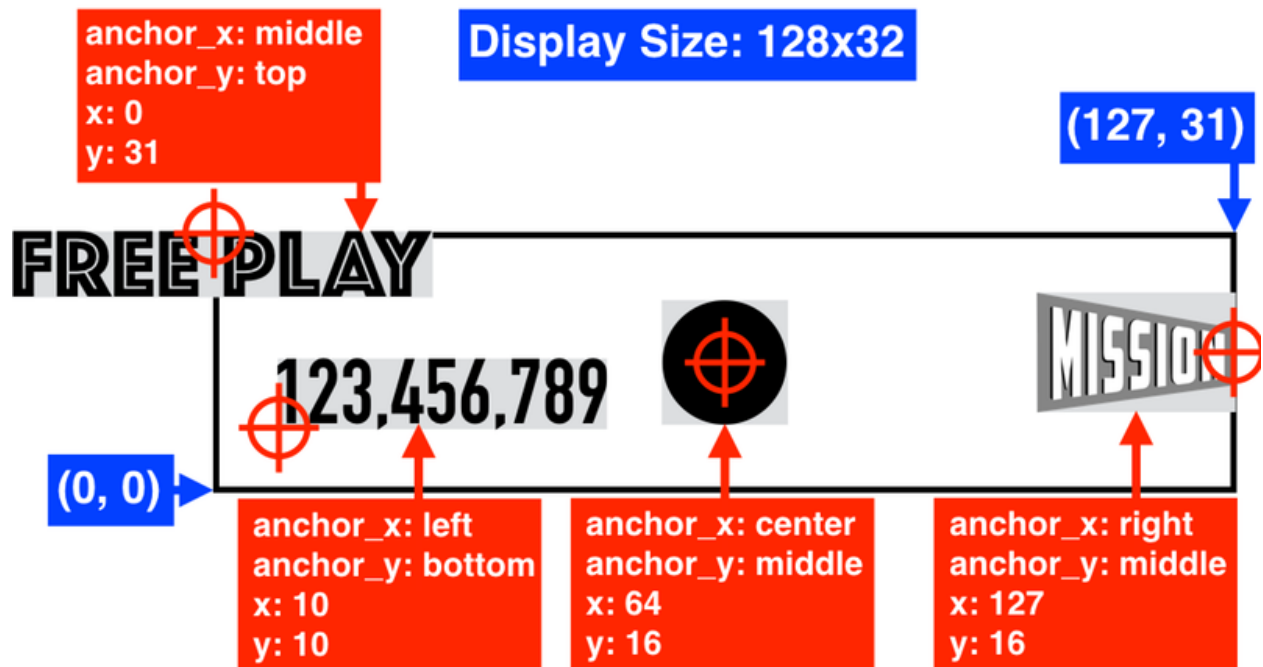 anchor_x: middle
anchor_y: top
x: 0
y: 31
Display Size: 128x32
(127, 31)
FREE PLAY
MISSION
123,456,789
(0, 0)
anchor_x: left
anchor_y: bottom
x: 10
y: 10
anchor_x: center
anchor_y: middle
x: 64
y: 16
anchor_x: right
anchor_y: middle
x: 127
y: 16